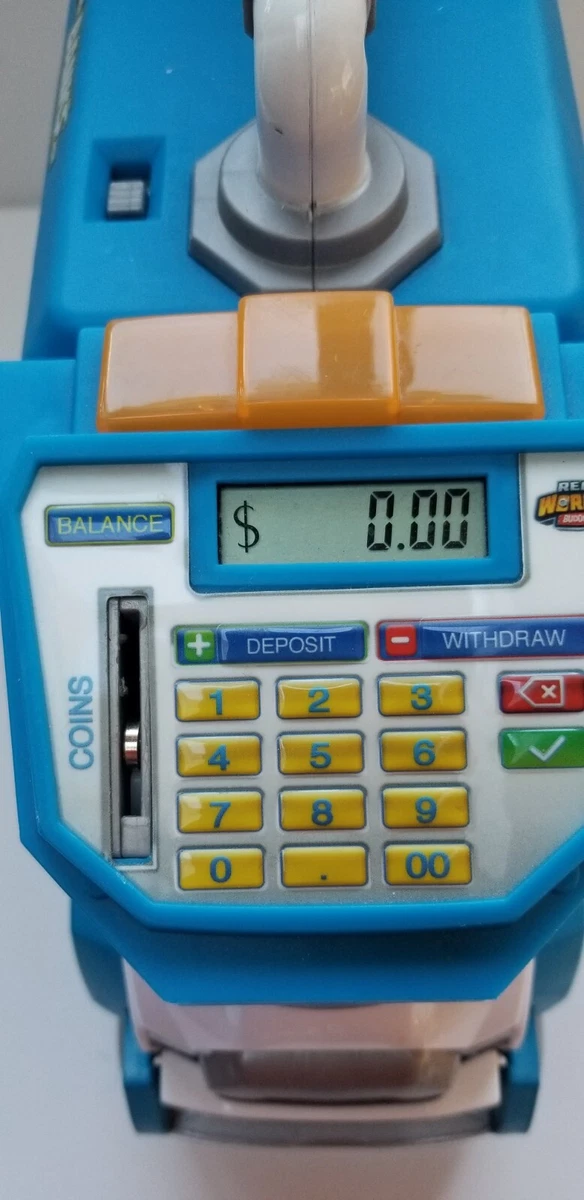 BALANCE
$ 0.00
+ DEPOSIT
- WITHDRAW
COINS
1 2 3
4 5 6
7 8 9
0 . 00